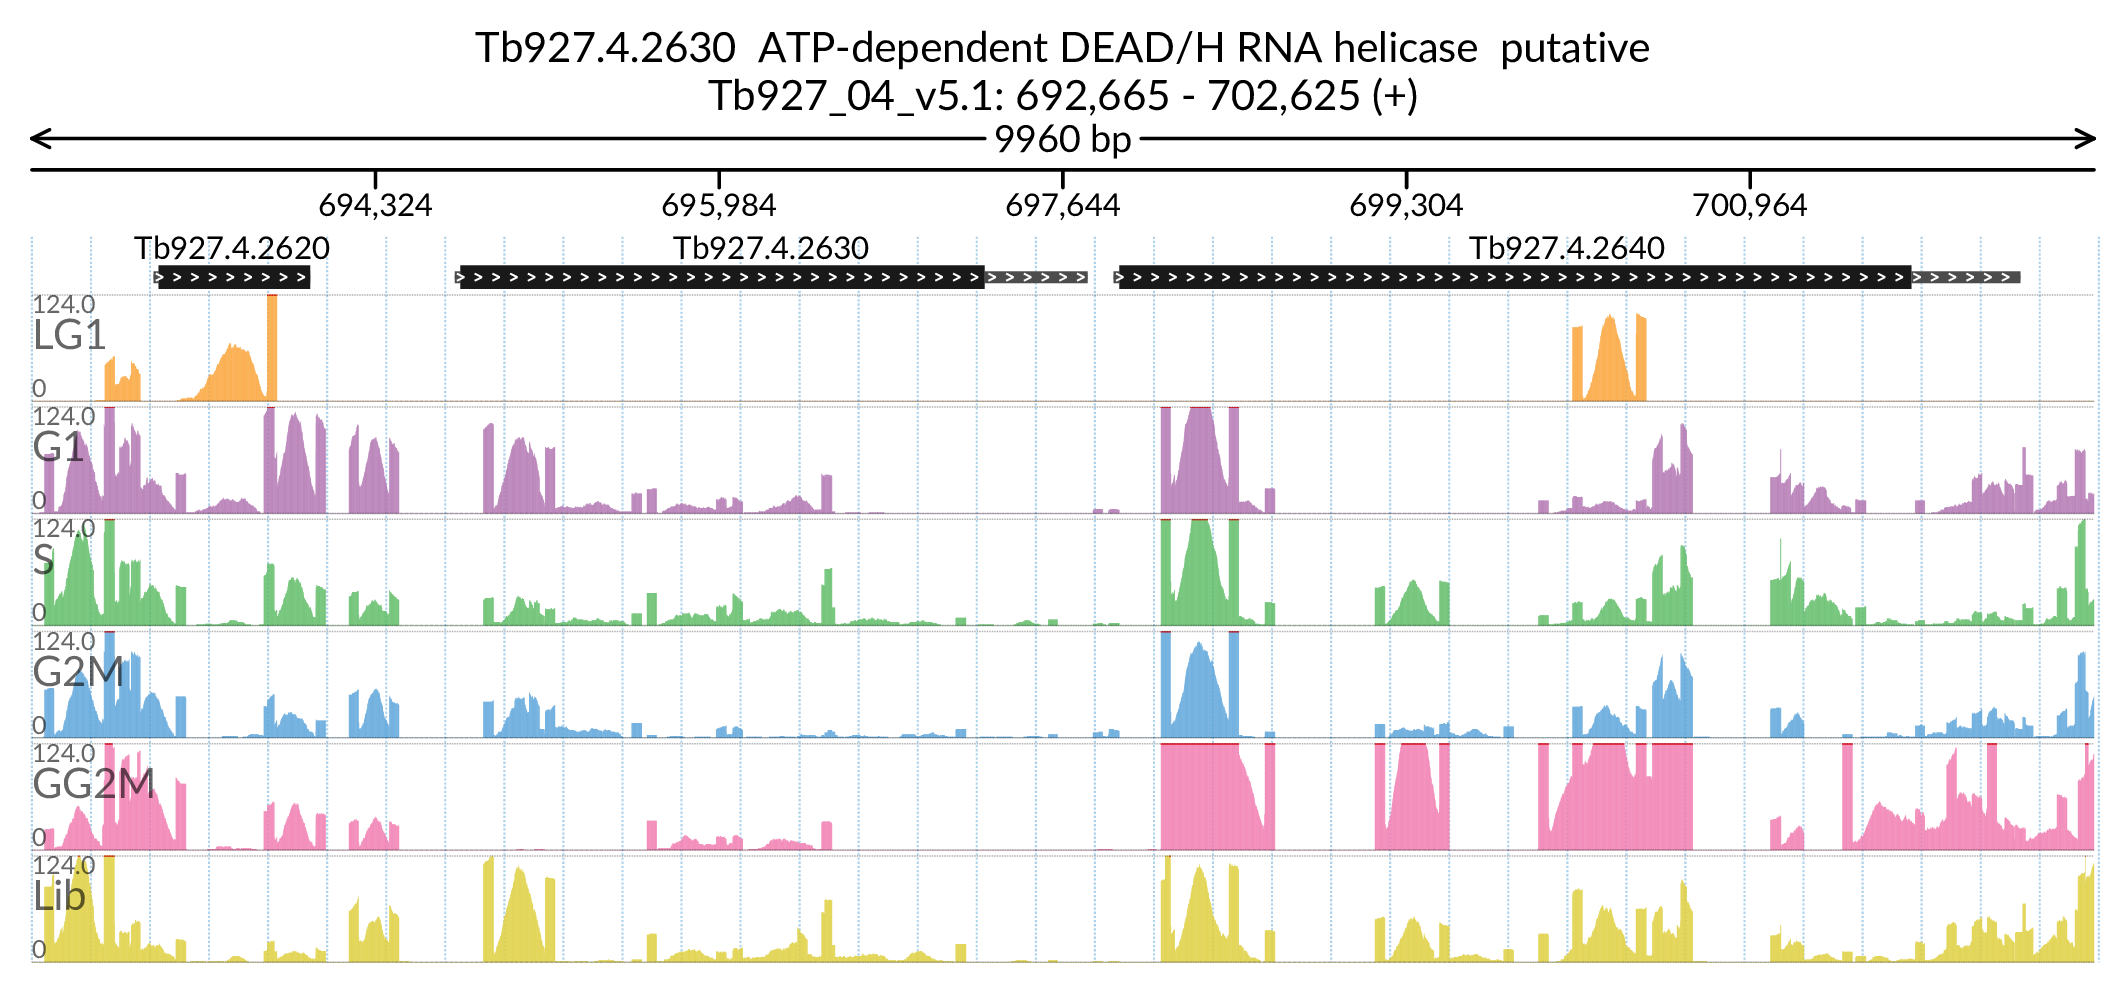 Tb927.4.2630  ATP-dependent DEAD/H RNA helicase  putative
Tb927_04_v5.1: 692,665 - 702,625 (+)
9960 bp
694,324 695,984 697,644 699,304 700,964
Tb927.4.2620 Tb927.4.2630 Tb927.4.2640
124.0
LG1
0
124.0
G1
0
124.0
S
0
124.0
G2M
0
124.0
GG2M
0
124.0
Lib
0